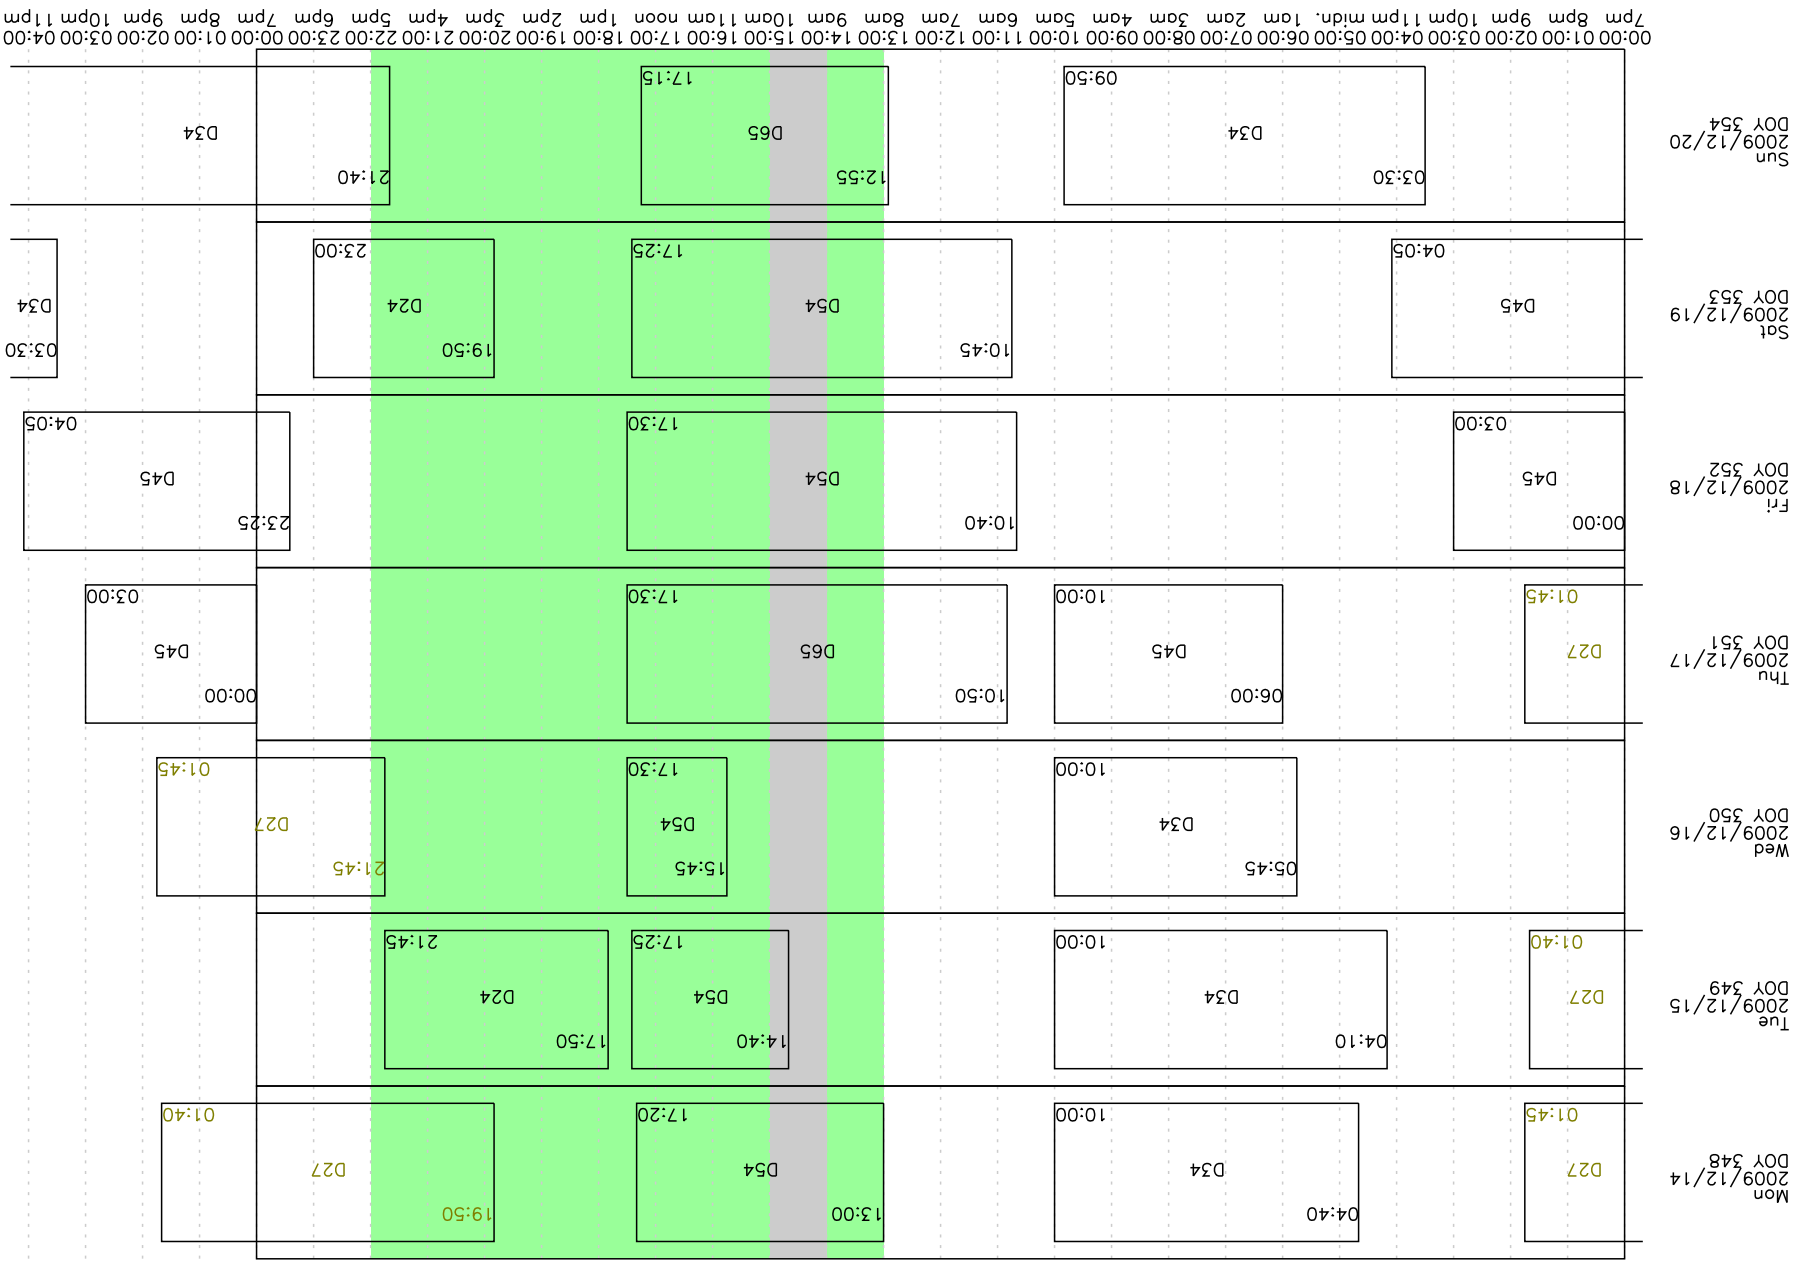 Mon
2009/12/14
DOY 348
04:40 13:00 19:50
D27 D34 D54 D27
01:45 10:00 17:20 01:40
Tue
2009/12/15
DOY 349
04:10 14:40 17:50
D27 D34 D54 D24
01:40 10:00 17:25 21:45
Wed
2009/12/16
DOY 350
05:45 15:45 21:45
D34 D54 D27
10:00 17:30 01:45
Thu
2009/12/17
DOY 351
06:00 10:50 00:00
D27 D45 D65 D45
01:45 10:00 17:30 03:00
Fri
2009/12/18
DOY 352
00:00 10:40 23:25
D45 D54 D45
03:00 17:30 04:05
Sat
2009/12/19
DOY 353
10:45 19:50 03:30
D45 D54 D24 D34
04:05 17:25 23:00
Sun
2009/12/20
DOY 354
03:30 12:55 21:40
D34 D65 D34
09:50 17:15
00:00 01:00 02:00 03:00 04:00 05:00 06:00 07:00 08:00 09:00 10:00 11:00 12:00 13:00 14:00 15:00 16:00 17:00 18:00 19:00 20:00 21:00 22:00 23:00 00:00 01:00 02:00 03:00 04:00
7pm 8pm 9pm 10pm 11pm midn. 1am 2am 3am 4am 5am 6am 7am 8am 9am 10am 11am noon 1pm 2pm 3pm 4pm 5pm 6pm 7pm 8pm 9pm 10pm 11pm